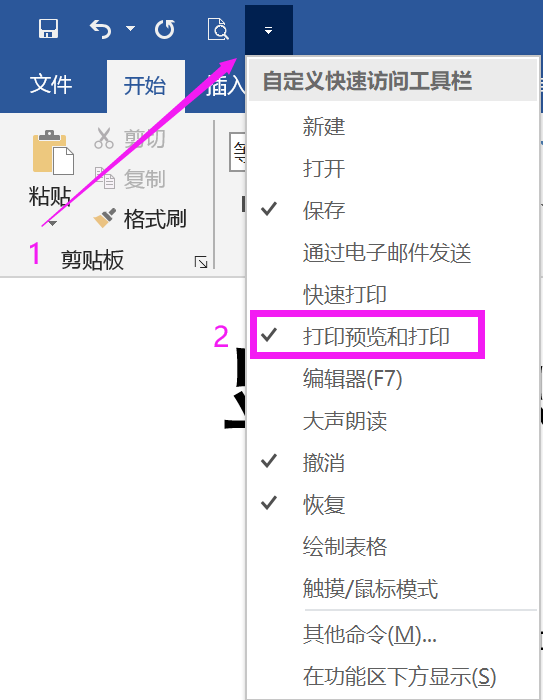 文件
开始
插入
粘贴
剪切
复制
格式刷
剪贴板
1
自定义快速访问工具栏
新建
打开
保存
通过电子邮件发送
快速打印
2
打印预览和打印
编辑器(F7)
大声朗读
撤消
恢复
绘制表格
触摸/鼠标模式
其他命令(M)...
在功能区下方显示(S)